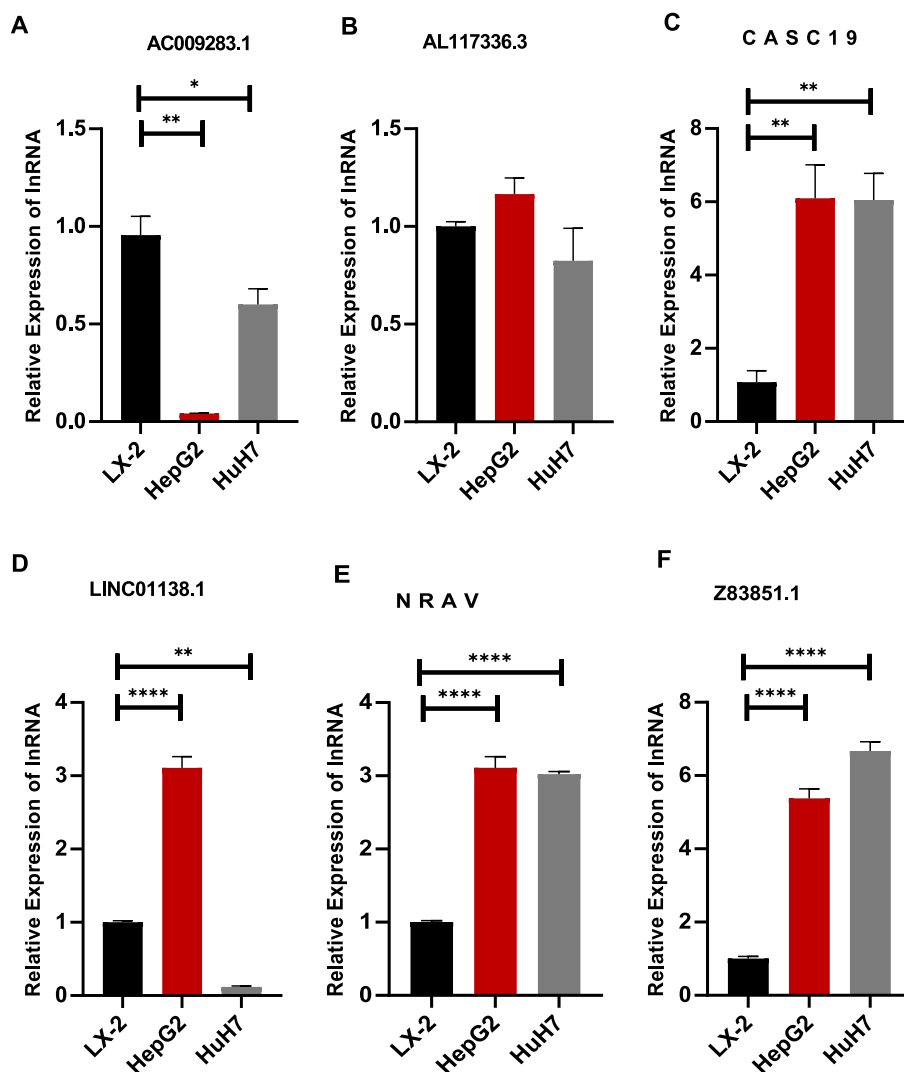 A
AC009283.1
*
**
Relative Expression of lnRNA
1.5
1.0
0.5
0.0
LX-2
HepG2
HuH7
B
AL117336.3
Relative Expression of lnRNA
1.5
1.0
0.5
0.0
LX-2
HepG2
HuH7
C
C A S C 1 9
**
**
Relative Expression of lnRNA
8
6
4
2
0
LX-2
HepG2
HuH7
D
LINC01138.1
**
****
Relative Expression of lnRNA
4
3
2
1
0
LX-2
HepG2
HuH7
E
N R A V
****
****
Relative Expression of lnRNA
4
3
2
1
0
LX-2
HepG2
HuH7
F
Z83851.1
****
****
Relative Expression of lnRNA
8
6
4
2
0
LX-2
HepG2
HuH7